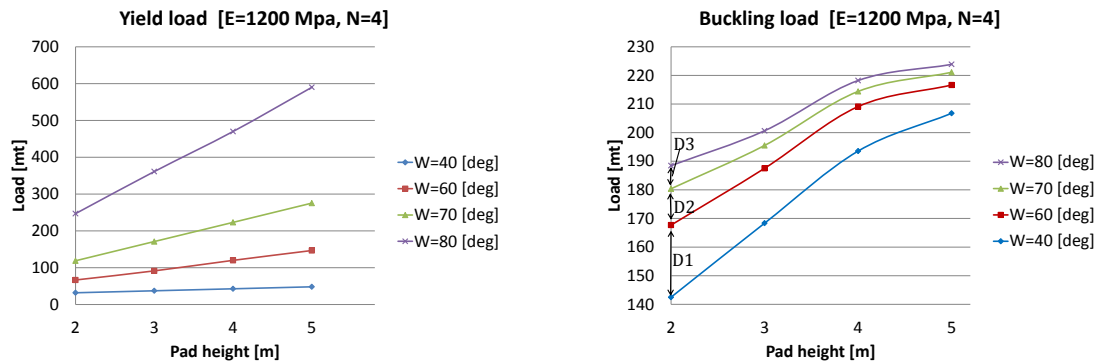 Yield load [E=1200 Mpa, N=4]
700
600
500
400
300
200
100
0
2 3 4 5
Load [mt]
Pad height [m]
W=40 [deg]
W=60 [deg]
W=70 [deg]
W=80 [deg]
Buckling load [E=1200 Mpa, N=4]
230
220
210
200
190
180
170
160
150
140
2 3 4 5
Load [mt]
Pad height [m]
D3
D2
D1
W=80 [deg]
W=70 [deg]
W=60 [deg]
W=40 [deg]